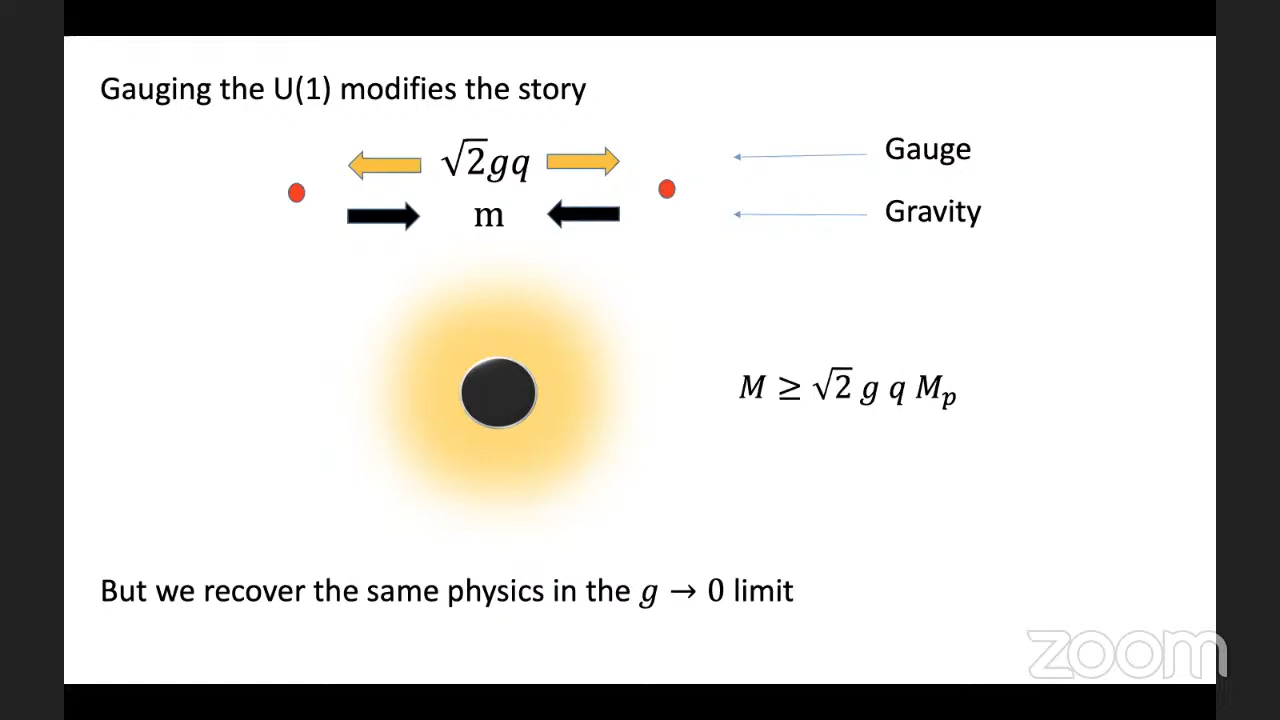 Gauging the U(1) modifies the story
√2gq
Gauge
m
Gravity
M ≥ √2 g q Mₚ
But we recover the same physics in the g → 0 limit
zoom